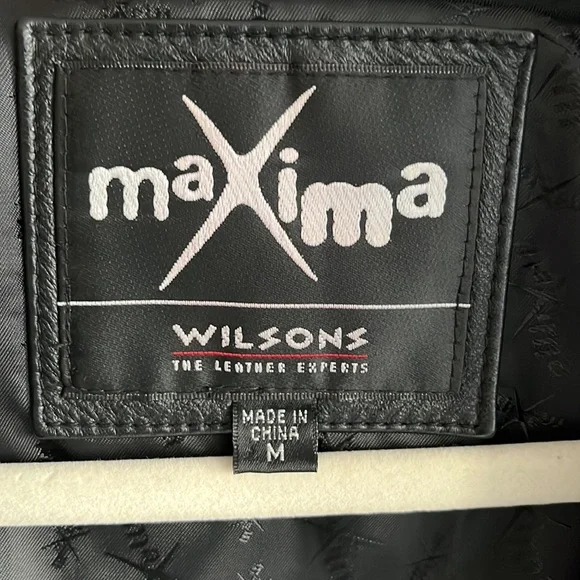 maXima
WILSONS
THE LEATHER EXPERTS
MADE IN
CHINA
M